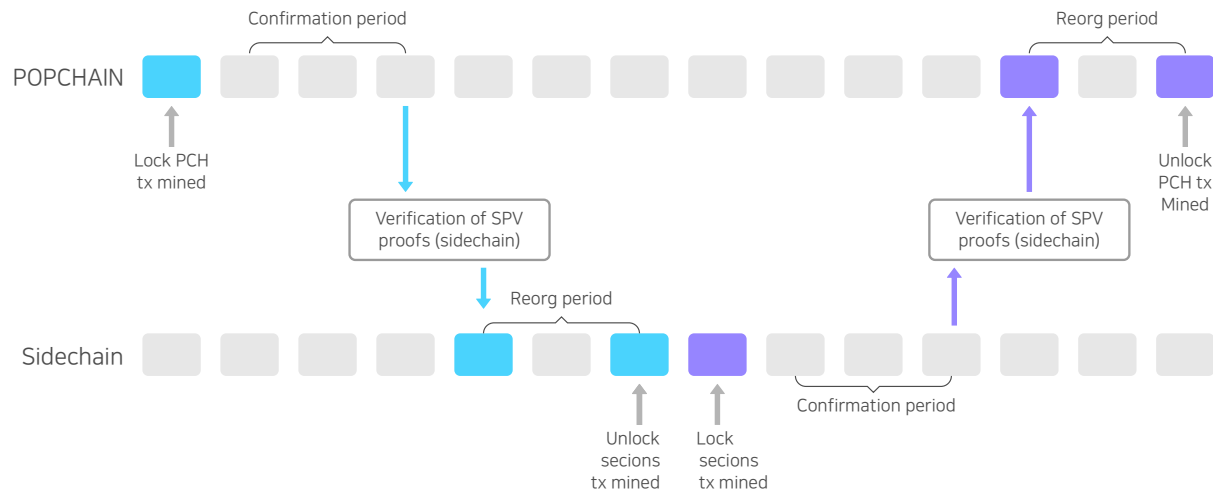 Confirmation period
Reorg period
POPCHAIN
Lock PCH
tx mined
Unlock
PCH tx
Mined
Verification of SPV
proofs (sidechain)
Verification of SPV
proofs (sidechain)
Reorg period
Sidechain
Confirmation period
Unlock
secions
tx mined
Lock
secions
tx mined